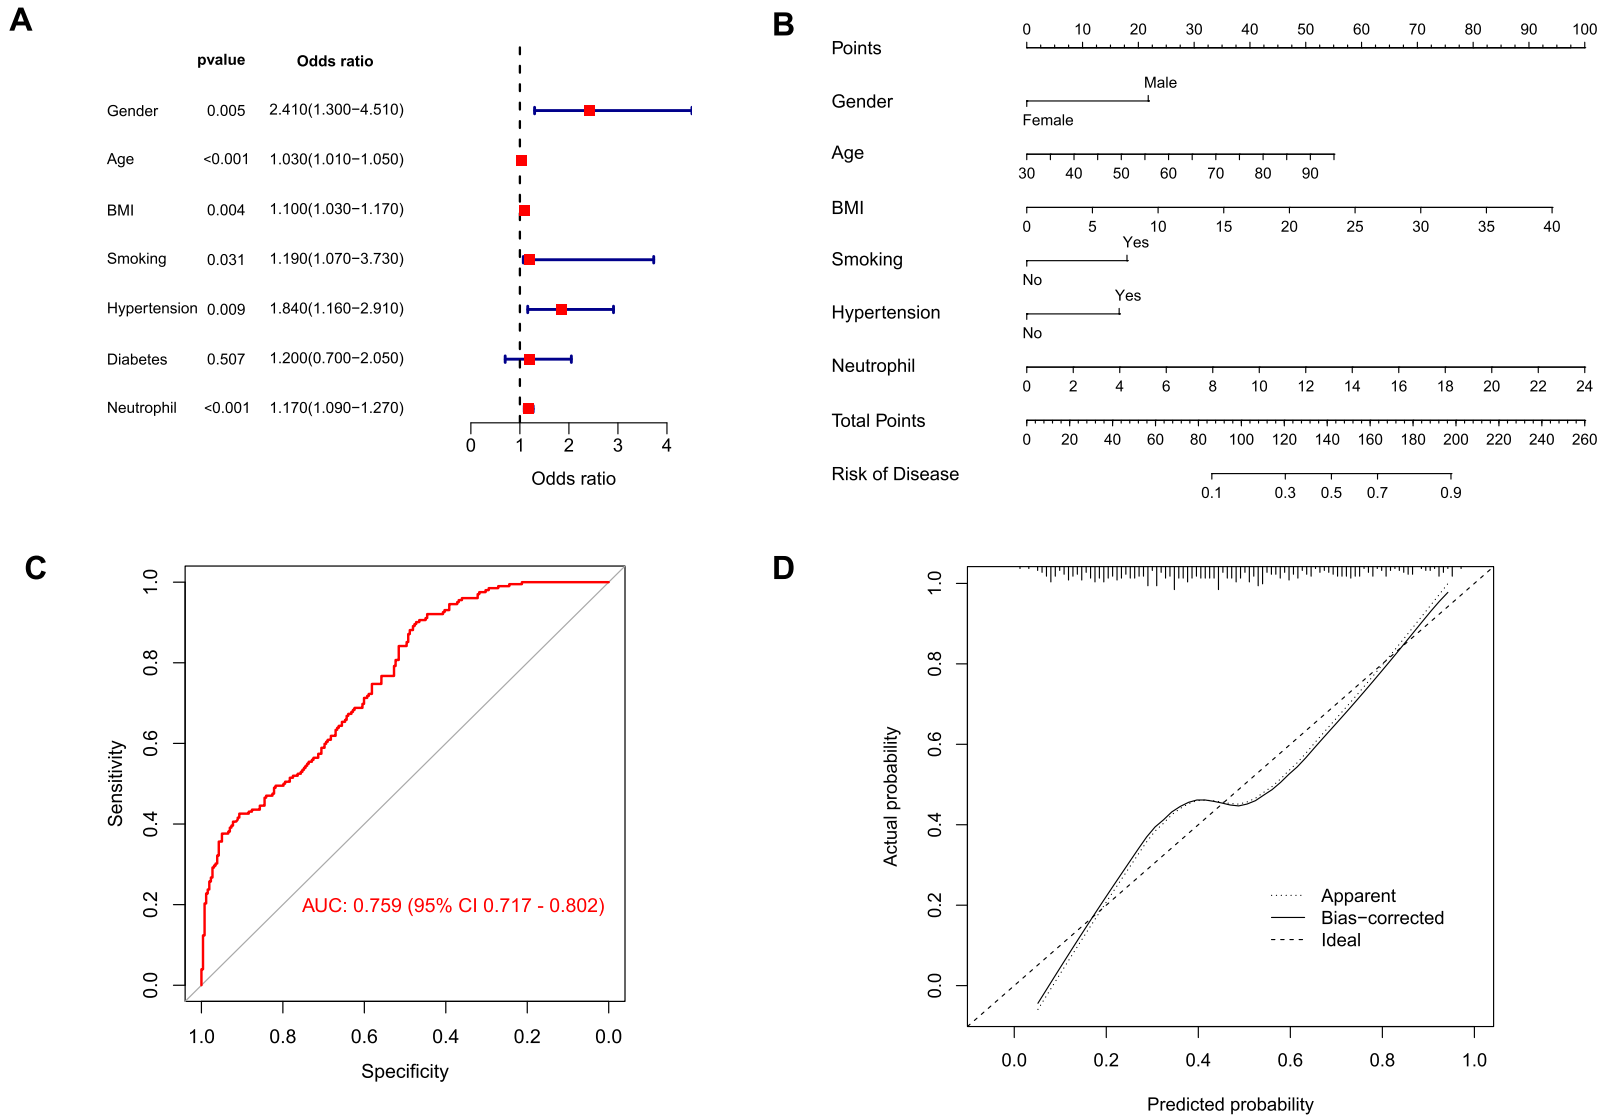 A
pvalue Odds ratio
Gender 0.005 2.410(1.300−4.510)
Age <0.001 1.030(1.010−1.050)
BMI 0.004 1.100(1.030−1.170)
Smoking 0.031 1.190(1.070−3.730)
Hypertension 0.009 1.840(1.160−2.910)
Diabetes 0.507 1.200(0.700−2.050)
Neutrophil <0.001 1.170(1.090−1.270)
0 1 2 3 4
Odds ratio
B
0 10 20 30 40 50 60 70 80 90 100
Points
Male
Gender
Female
Age
30 40 50 60 70 80 90
BMI
0 5 10 15 20 25 30 35 40
Yes
Smoking
No
Yes
Hypertension
No
Neutrophil
0 2 4 6 8 10 12 14 16 18 20 22 24
Total Points
0 20 40 60 80 100 120 140 160 180 200 220 240 260
Risk of Disease
0.1 0.3 0.5 0.7 0.9
C
1.0
0.8
0.6
0.4
0.2
0.0
Sensitivity
AUC: 0.759 (95% CI 0.717 - 0.802)
1.0 0.8 0.6 0.4 0.2 0.0
Specificity
D
1.0
0.8
0.6
0.4
0.2
0.0
Actual probability
Apparent
Bias−corrected
Ideal
0.0 0.2 0.4 0.6 0.8 1.0
Predicted probability